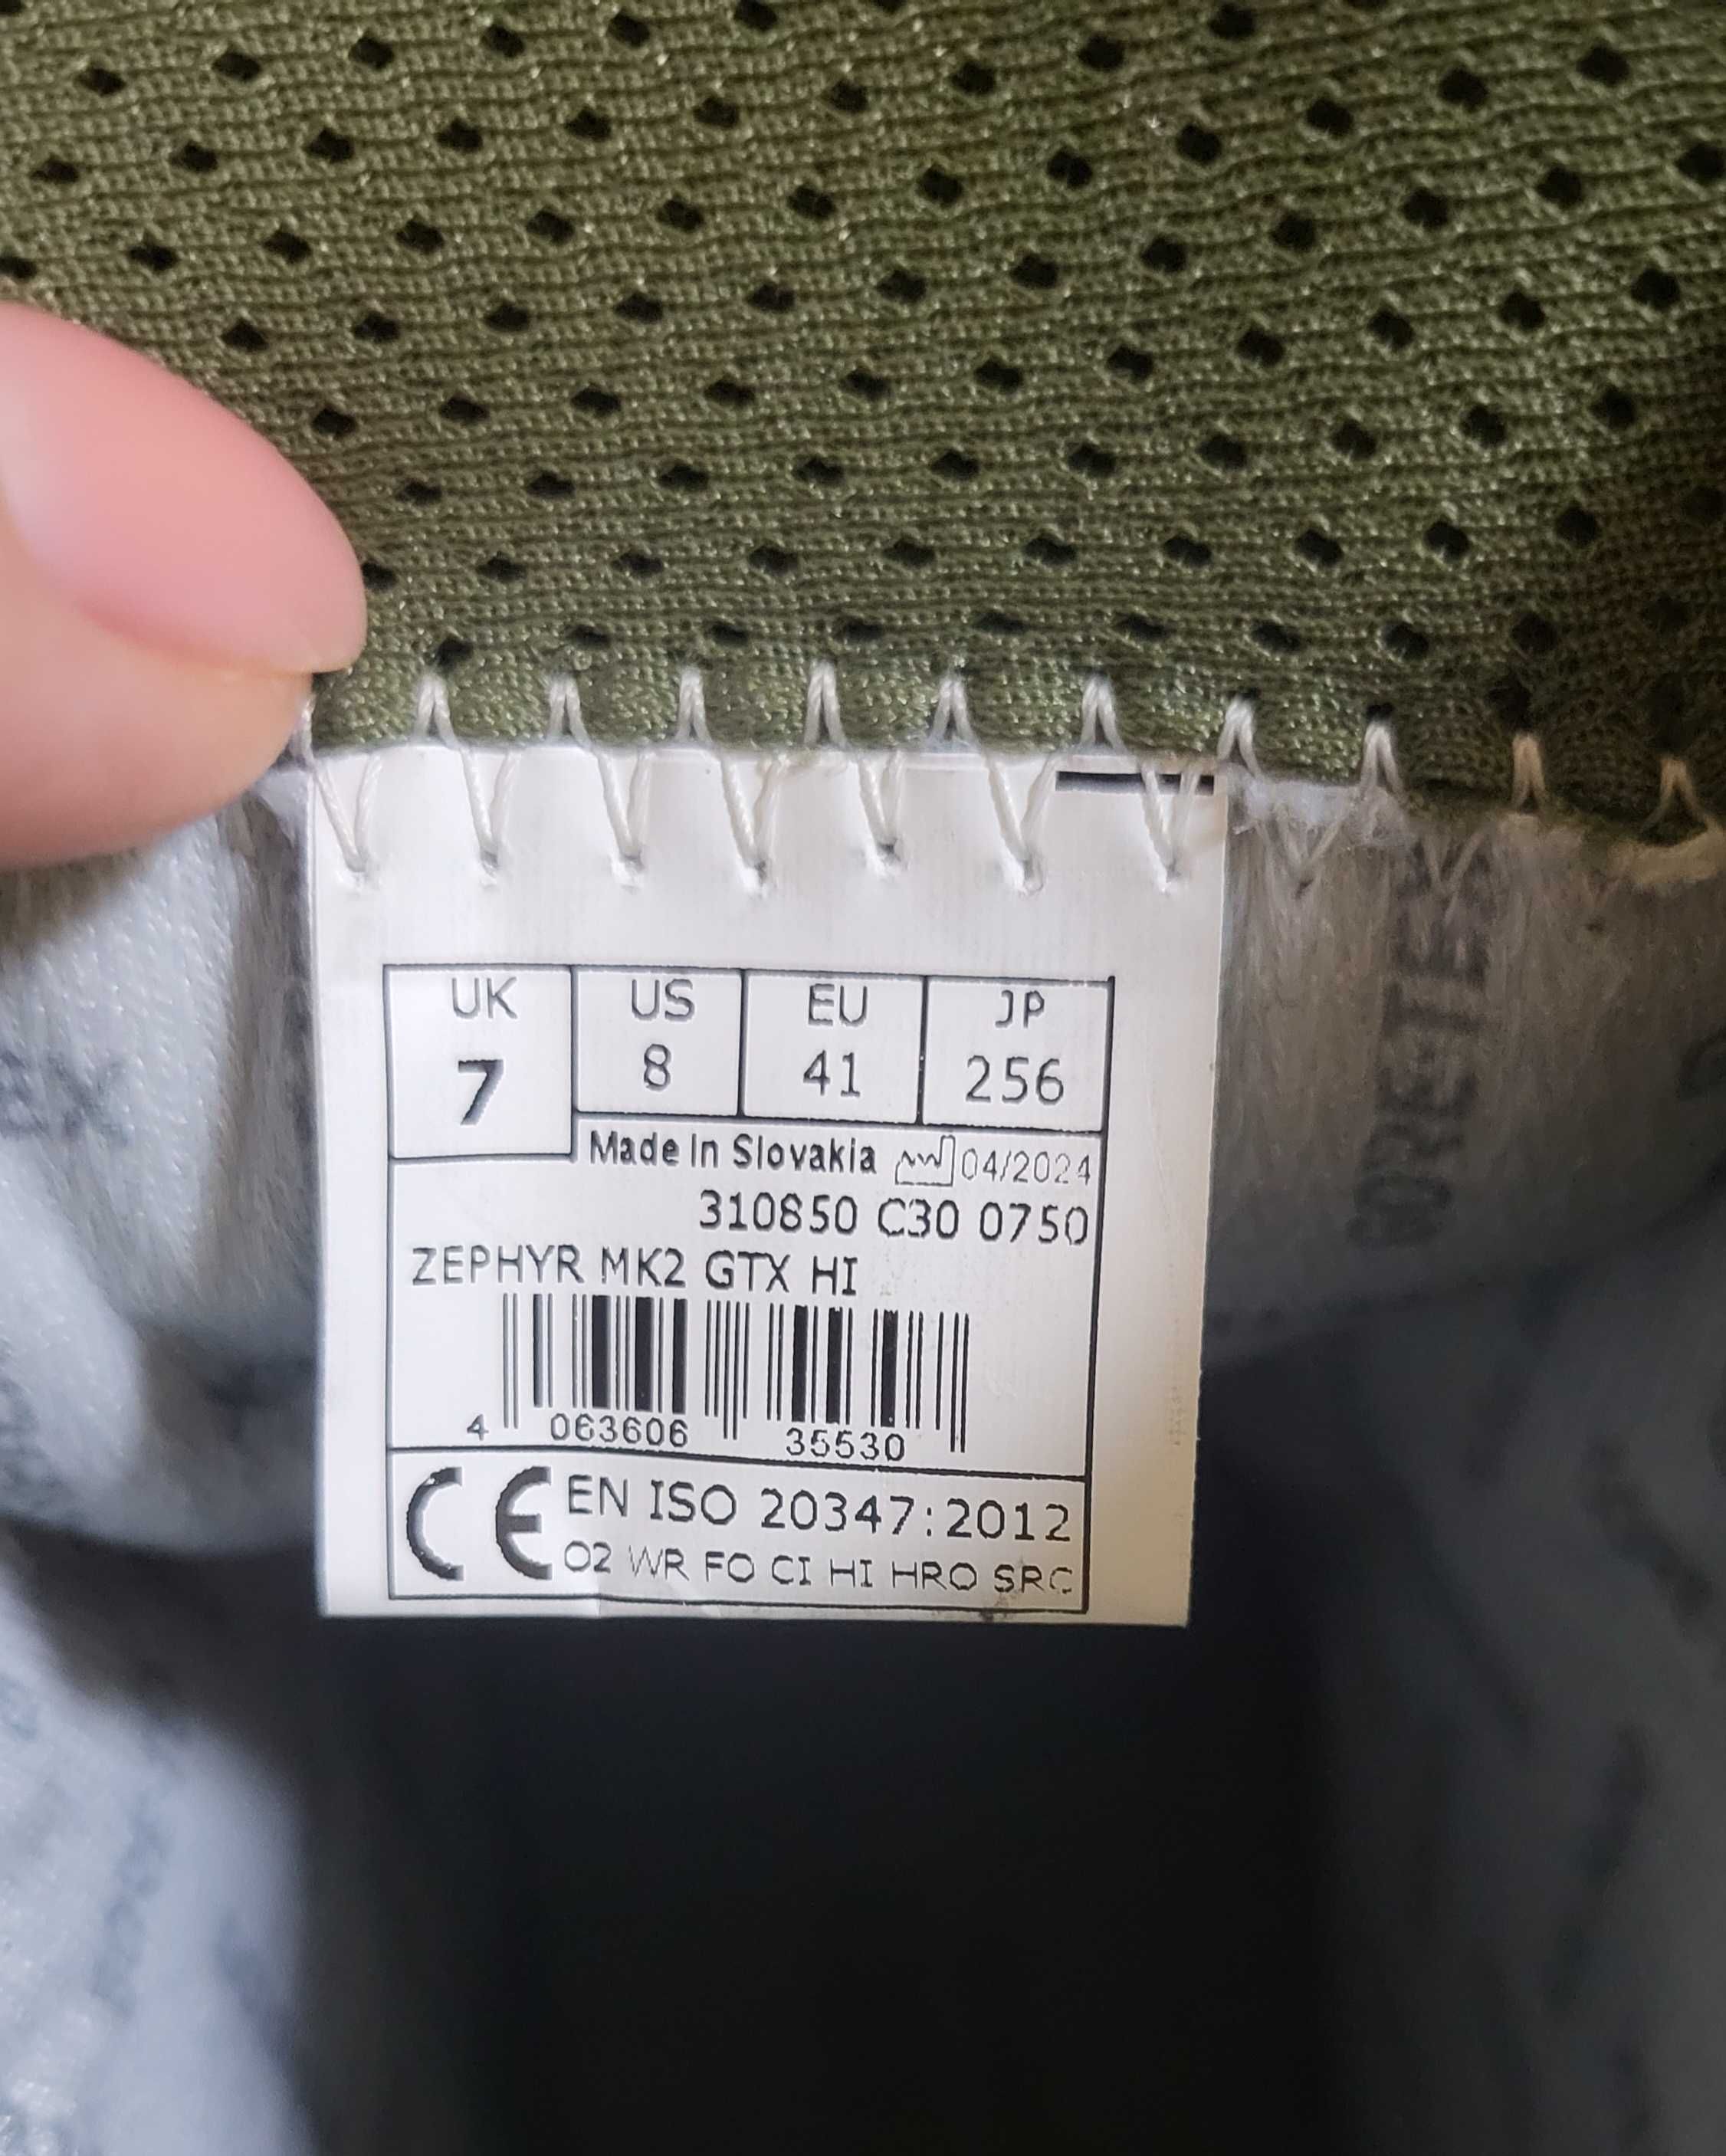 UK US EU JP
7 8 41 256
Made In Slovakia 04/2024
310850 C30 0750
ZEPHYR MK2 GTX HI
4 063606 35530
CE EN ISO 20347:2012
O2 WR FO CI HI HRO SRC